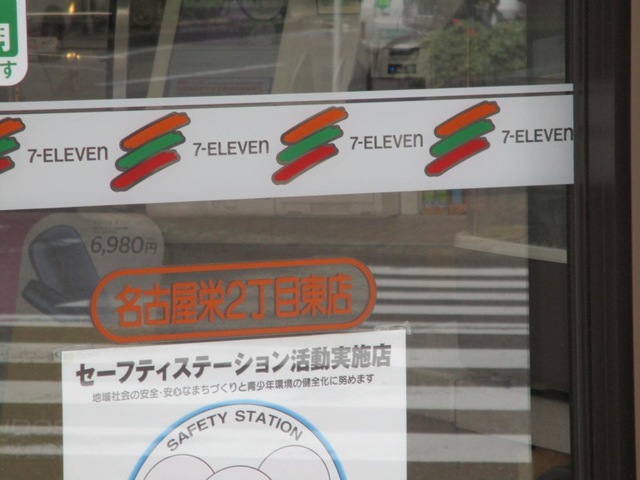 す
7-ELEVEn 7-ELEVEn 7-ELEVEn 7-ELEVEn
6,980円
名古屋栄2丁目東店
セーフティステーション活動実施店
地域社会の安全・安心なまちづくりと青少年環境の健全化に努めます
SAFETY STATION